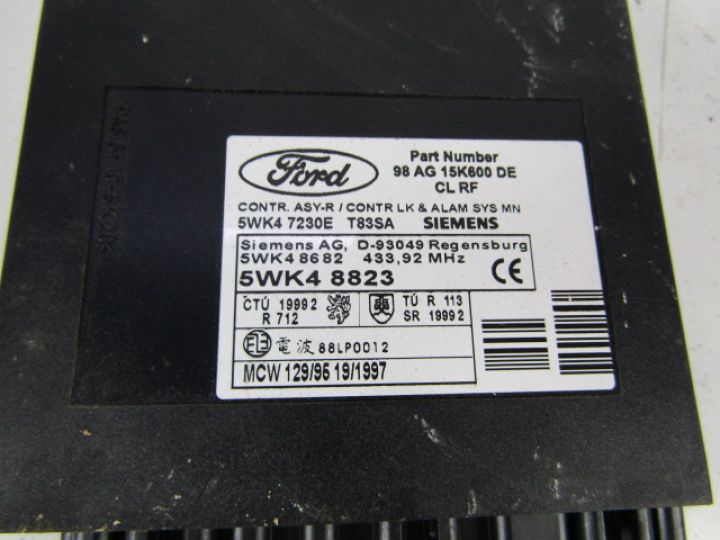 Ford
Part Number
98 AG 15K600 DE
CL RF
CONTR. ASY-R / CONTR LK & ALAM SYS MN
5WK4 7230E T83SA SIEMENS
Siemens AG, D-93049 Regensburg
5WK4 8682 433,92 MHz
5WK4 8823 CE
CTÚ 19992
R 712
TÚ R 113
SR 19992
電波 88LP0012
MCW 129/95 19/1997